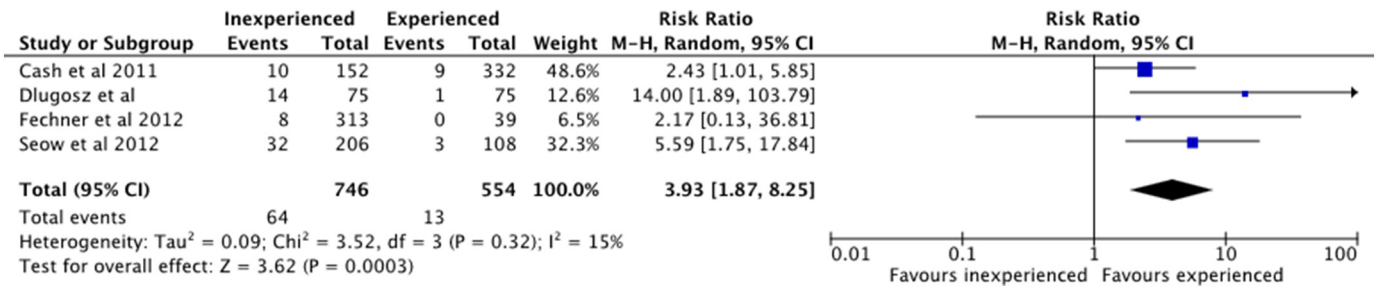 Inexperienced Experienced Risk Ratio Risk Ratio
Study or Subgroup Events Total Events Total Weight M-H, Random, 95% CI M-H, Random, 95% CI
Cash et al 2011 10 152 9 332 48.6% 2.43 [1.01, 5.85]
Dlugosz et al 14 75 1 75 12.6% 14.00 [1.89, 103.79]
Fechner et al 2012 8 313 0 39 6.5% 2.17 [0.13, 36.81]
Seow et al 2012 32 206 3 108 32.3% 5.59 [1.75, 17.84]
Total (95% CI) 746 554 100.0% 3.93 [1.87, 8.25]
Total events 64 13
Heterogeneity: Tau² = 0.09; Chi² = 3.52, df = 3 (P = 0.32); I² = 15%
Test for overall effect: Z = 3.62 (P = 0.0003)
0.01 0.1 1 10 100
Favours inexperienced Favours experienced